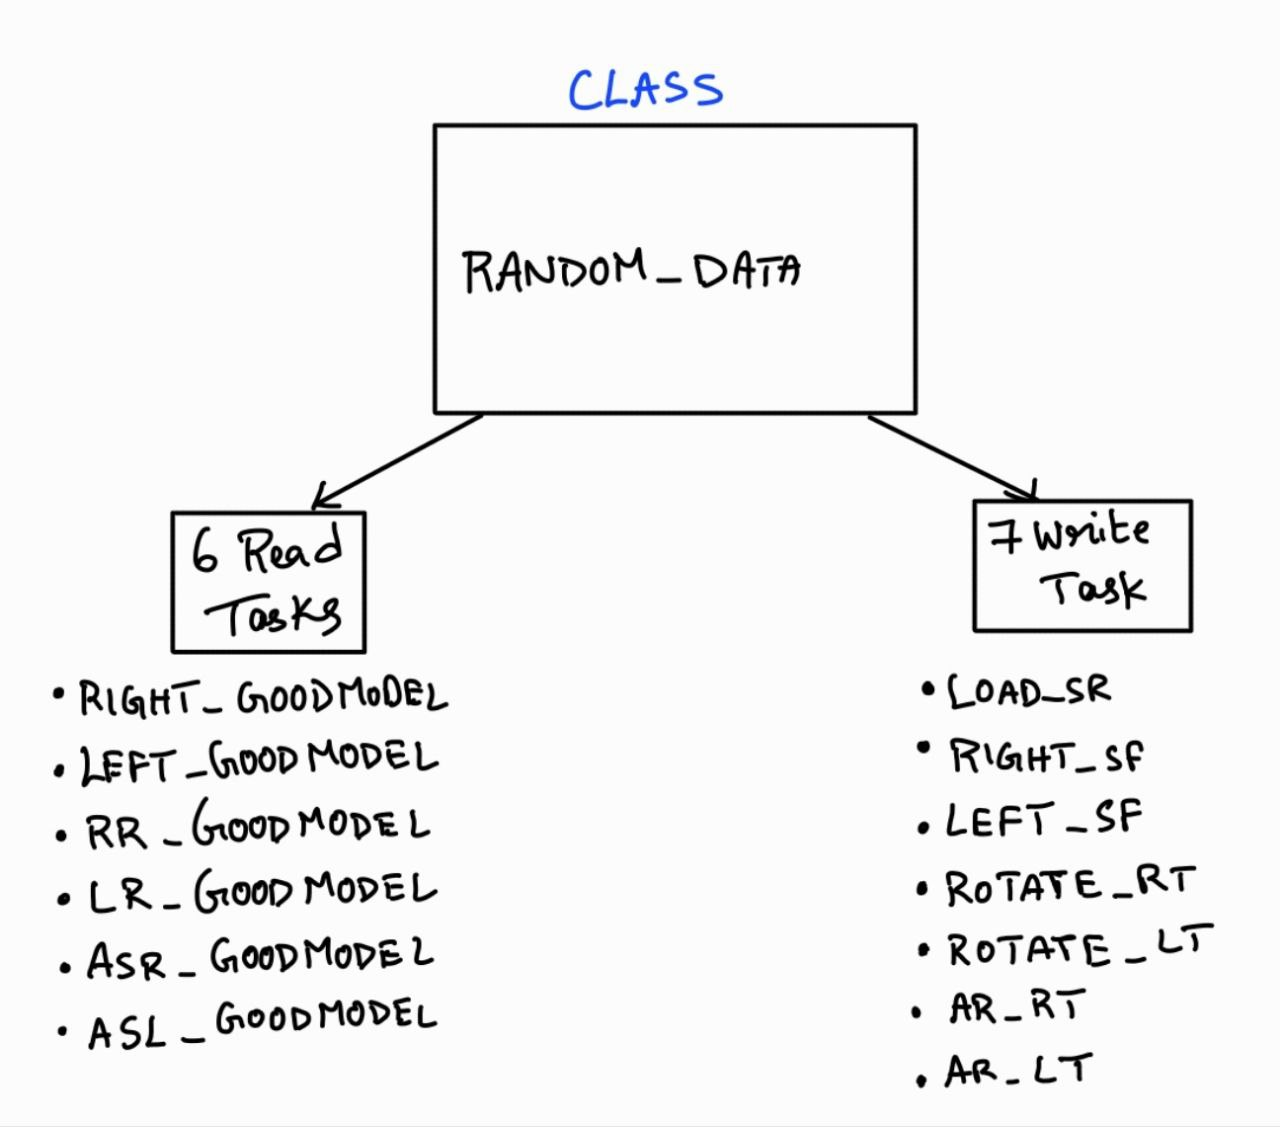 CLASS
RANDOM_DATA
6 Read
Tasks
• RIGHT_GOODMODEL
• LEFT_GOODMODEL
• RR_GOODMODEL
• LR_GOODMODEL
• ASR_GOODMODEL
• ASL_GOODMODEL
7 Write
Task
• LOAD_SR
• RIGHT_SF
• LEFT_SF
• ROTATE_RT
• ROTATE_LT
• AR_RT
• AR_LT